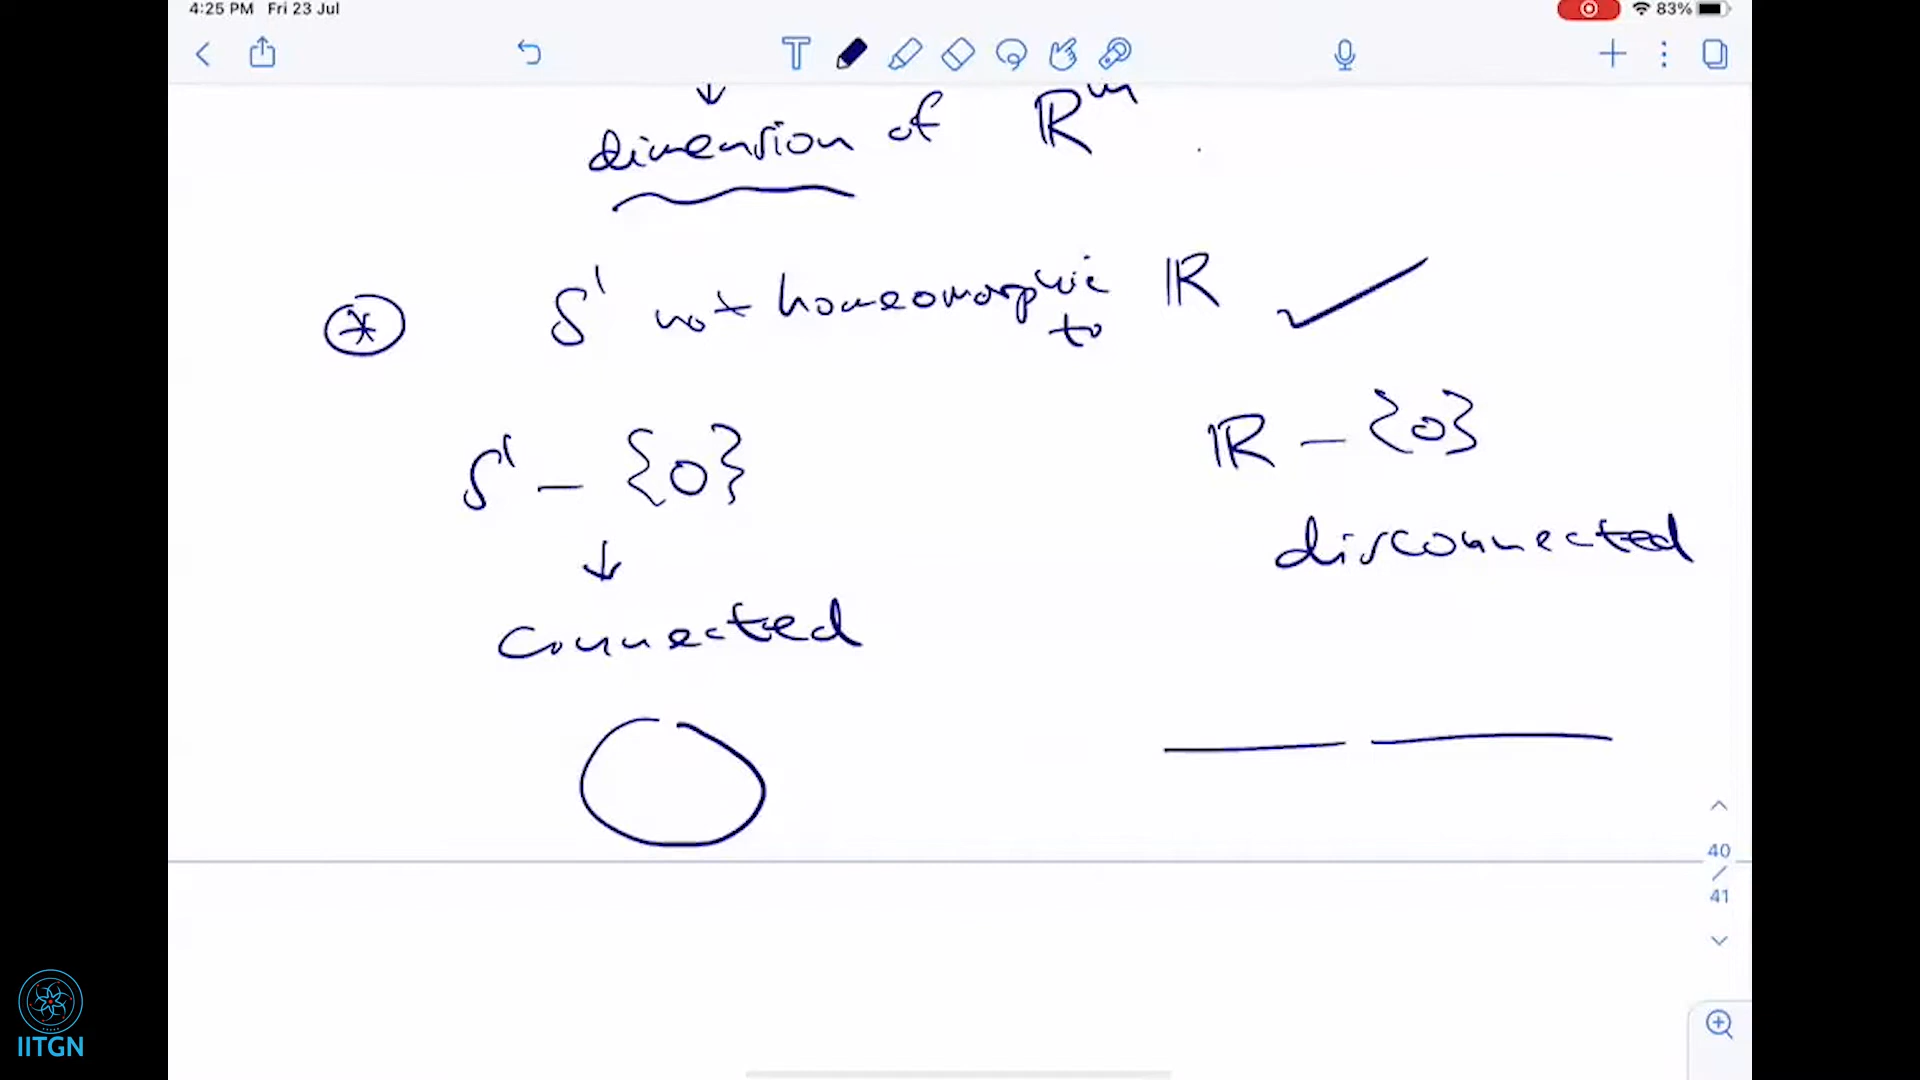 4:25 PM Fri 23 Jul
83%
T
dimension of ℝᵐ.
* S¹ not homeomorphic to ℝ ✓
S¹ – {0}
ℝ – {0}
↓
disconnected
connected
40
/
41
IITGN